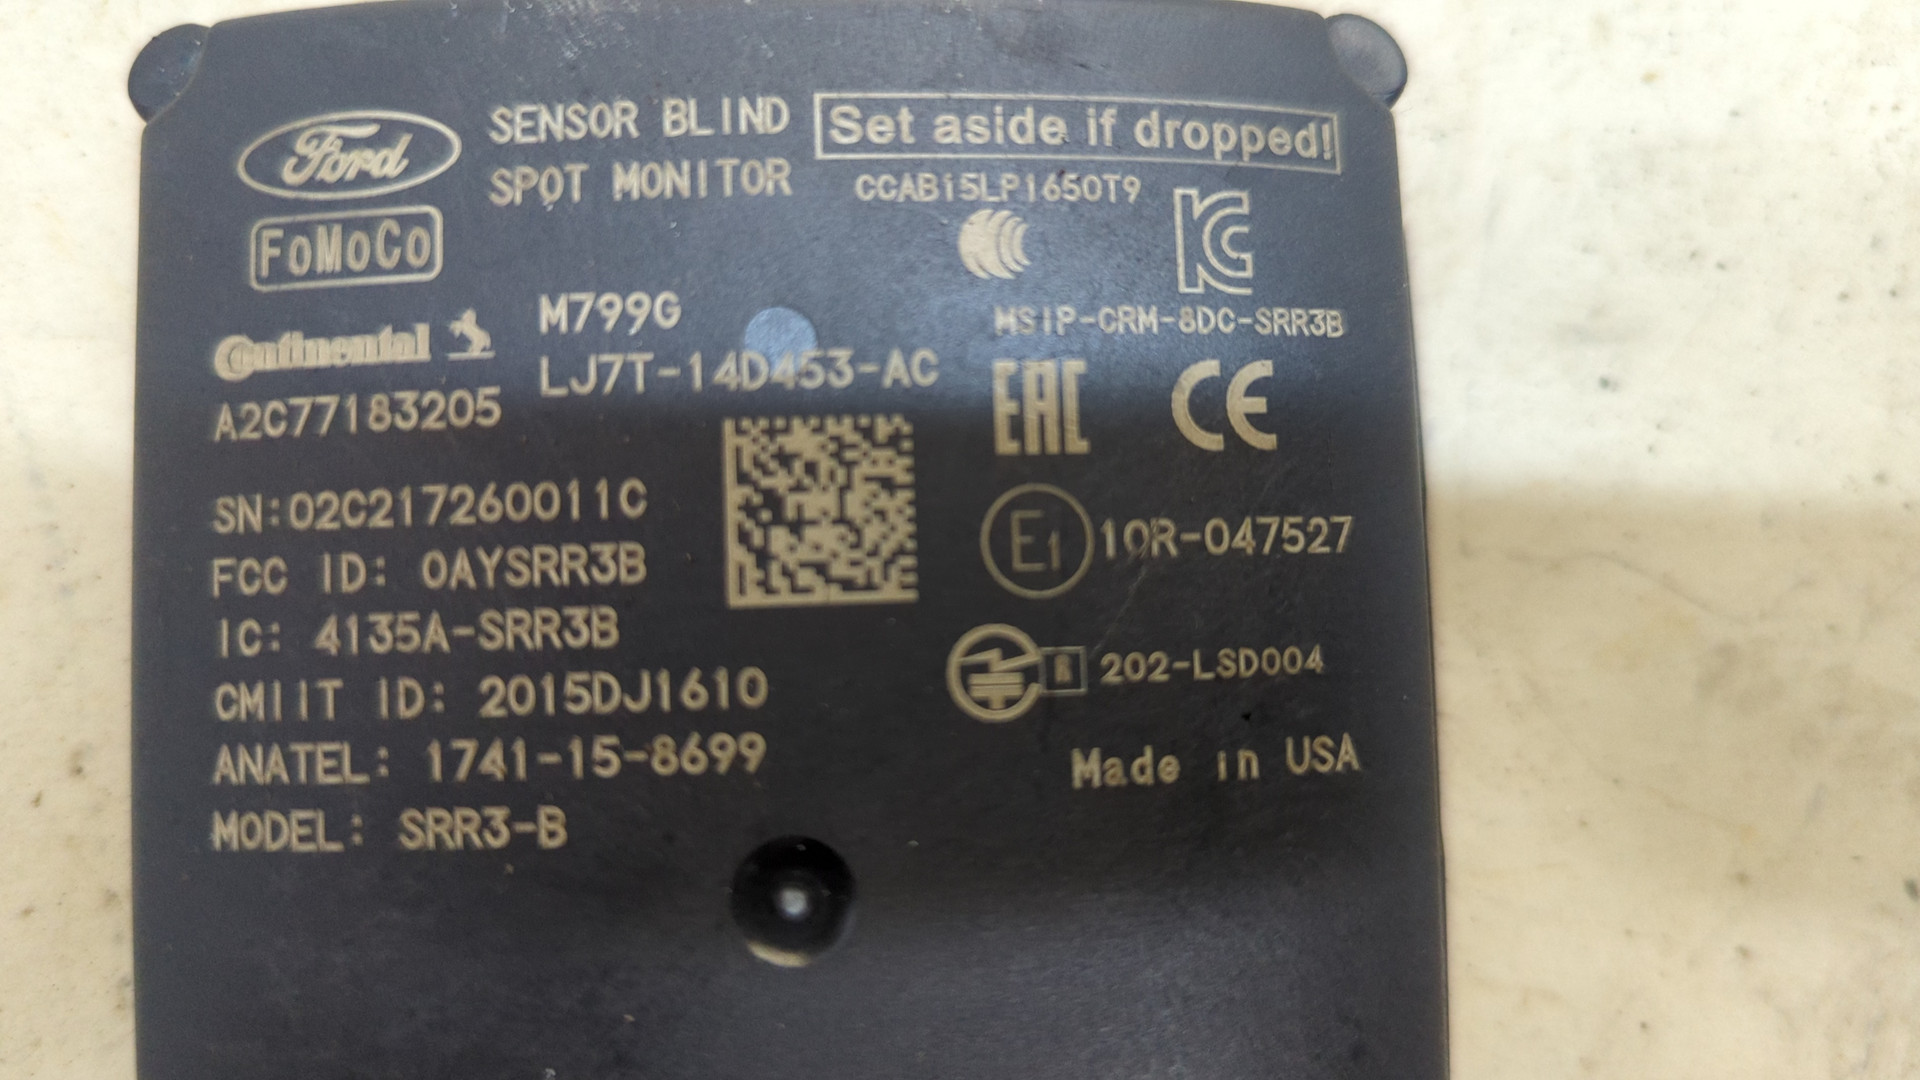 Ford
SENSOR BLIND
SPOT MONITOR
Set aside if dropped!
CCAB15LP1650T9
FoMoCo
Continental
M799G
LJ7T-14D453-AC
A2C77183205
MSIP-CRM-8DC-SRR3B
EAC
CE
SN:02C217260011C
FCC ID: OAYSRR3B
IC: 4135A-SRR3B
CMIIT ID: 2015DJ1610
ANATEL: 1741-15-8699
MODEL: SRR3-B
E1 10R-047527
R 202-LSD004
Made in USA